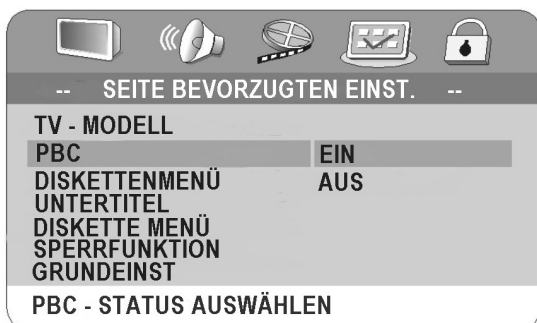 -- SEITE BEVORZUGTEN EINST. --
TV - MODELL
PBC EIN
DISKETTENMENÜ AUS
UNTERTITEL
DISKETTE MENÜ
SPERRFUNKTION
GRUNDEINST
PBC - STATUS AUSWÄHLEN